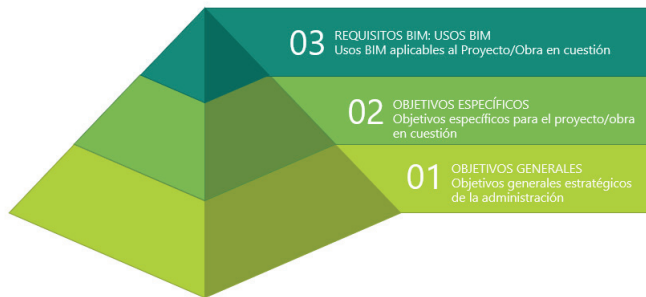 03 REQUISITOS BIM: USOS BIM
Usos BIM aplicables al Proyecto/Obra en cuestión
02 OBJETIVOS ESPECÍFICOS
Objetivos específicos para el proyecto/obra
en cuestión
01 OBJETIVOS GENERALES
Objetivos generales estratégicos
de la administración